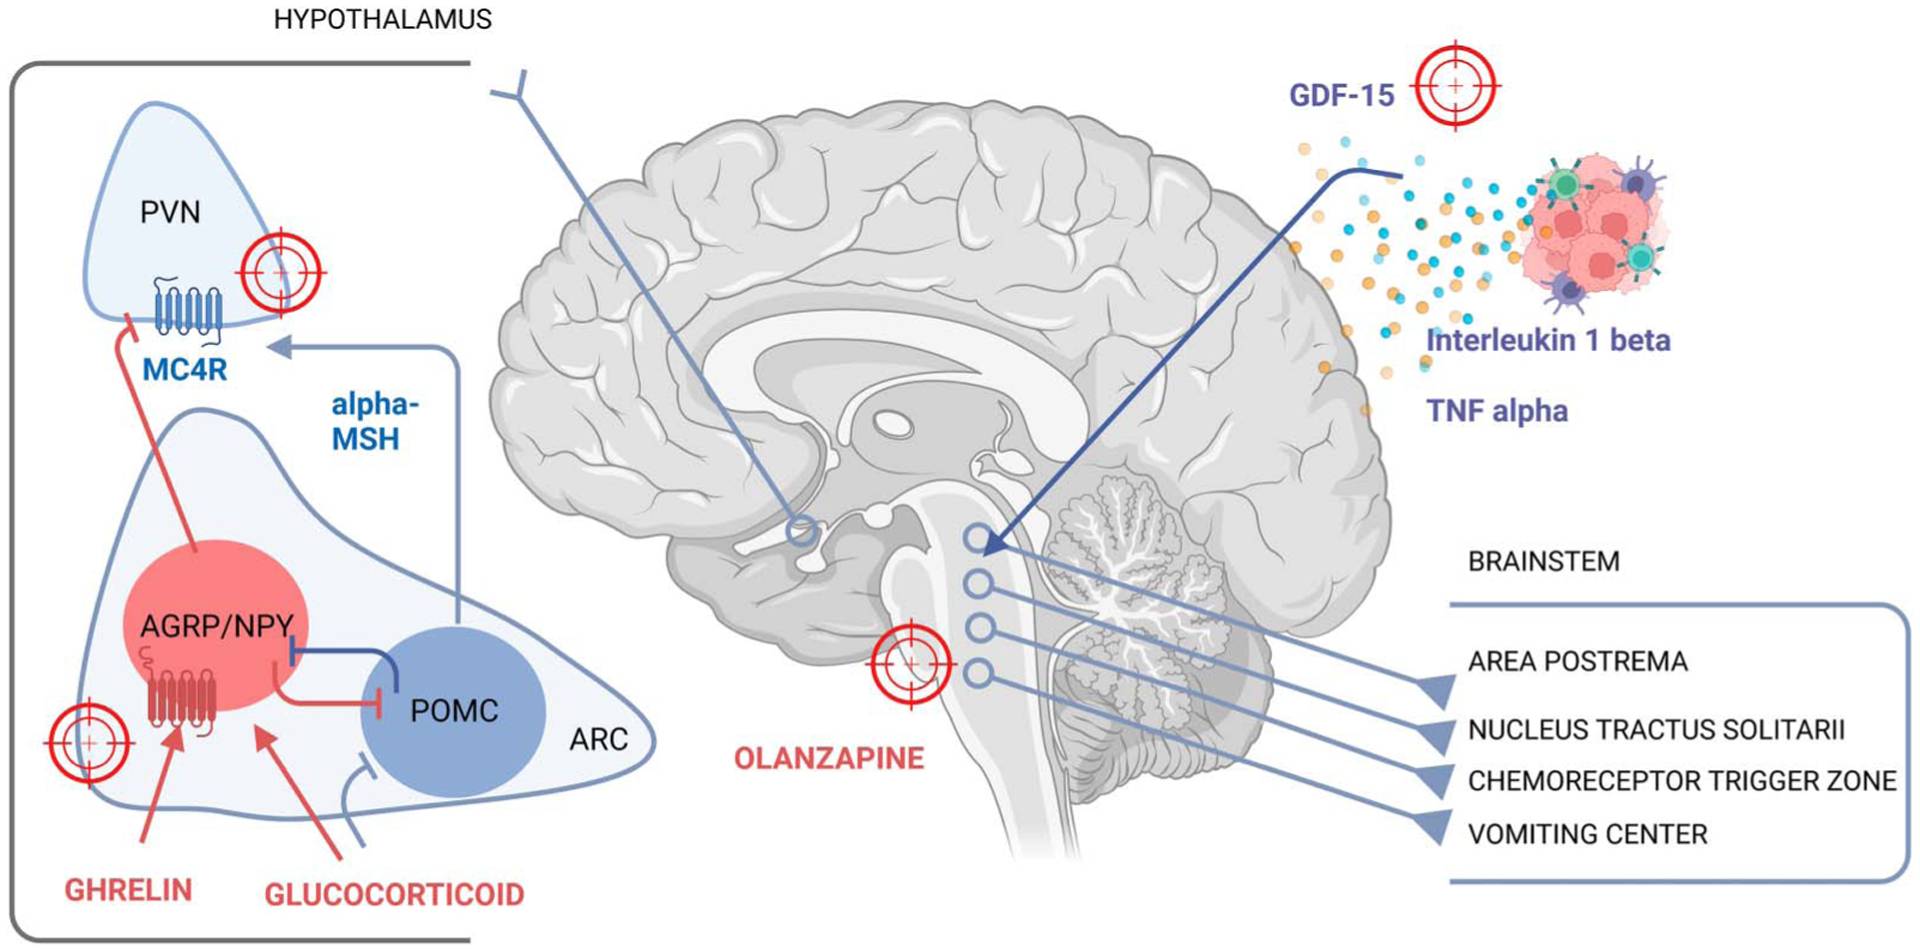 HYPOTHALAMUS
PVN
MC4R
alpha-
MSH
AGRP/NPY
POMC
ARC
GHRELIN
GLUCOCORTICOID
OLANZAPINE
GDF-15
Interleukin 1 beta
TNF alpha
BRAINSTEM
AREA POSTREMA
NUCLEUS TRACTUS SOLITARII
CHEMORECEPTOR TRIGGER ZONE
VOMITING CENTER